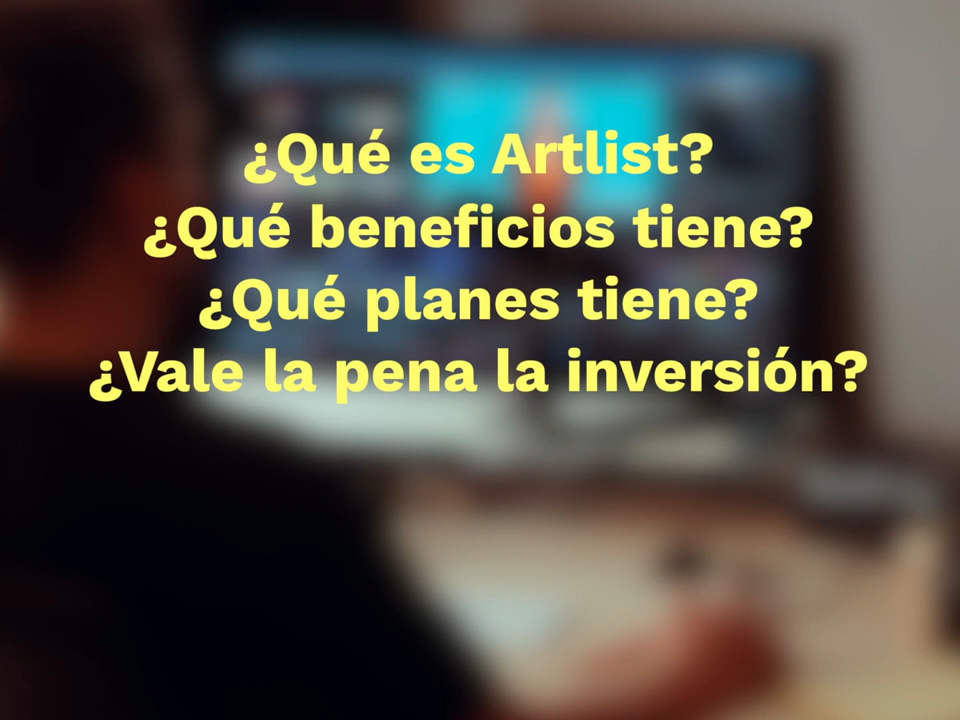 ¿Qué es Artlist?
¿Qué beneficios tiene?
¿Qué planes tiene?
¿Vale la pena la inversión?